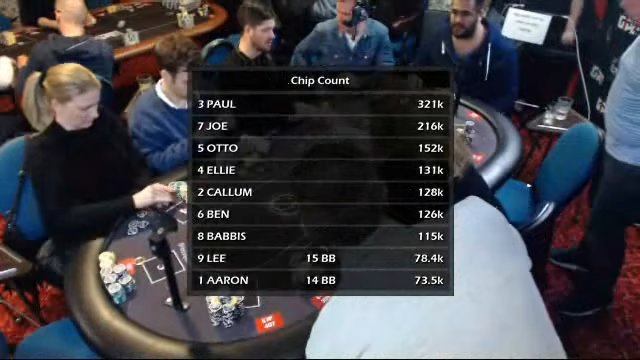 Chip Count
3 PAUL 321k
7 JOE 216k
5 OTTO 152k
4 ELLIE 131k
2 CALLUM 128k
6 BEN 126k
8 BABBIS 115k
9 LEE 15 BB 78.4k
1 AARON 14 BB 73.5k